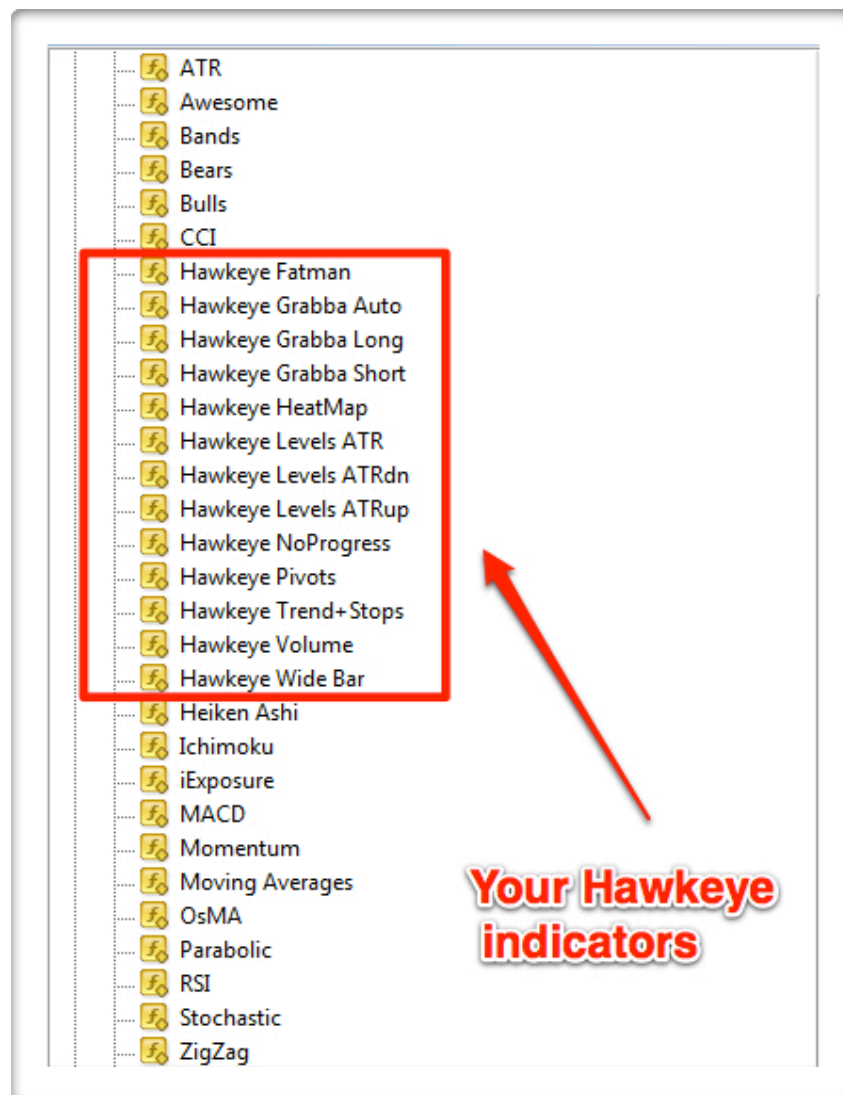 ATR
Awesome
Bands
Bears
Bulls
CCI
Hawkeye Fatman
Hawkeye Grabba Auto
Hawkeye Grabba Long
Hawkeye Grabba Short
Hawkeye HeatMap
Hawkeye Levels ATR
Hawkeye Levels ATRdn
Hawkeye Levels ATRup
Hawkeye NoProgress
Hawkeye Pivots
Hawkeye Trend+Stops
Hawkeye Volume
Hawkeye Wide Bar
Heiken Ashi
Ichimoku
iExposure
MACD
Momentum
Moving Averages
OsMA
Parabolic
RSI
Stochastic
ZigZag
Your Hawkeye
indicators